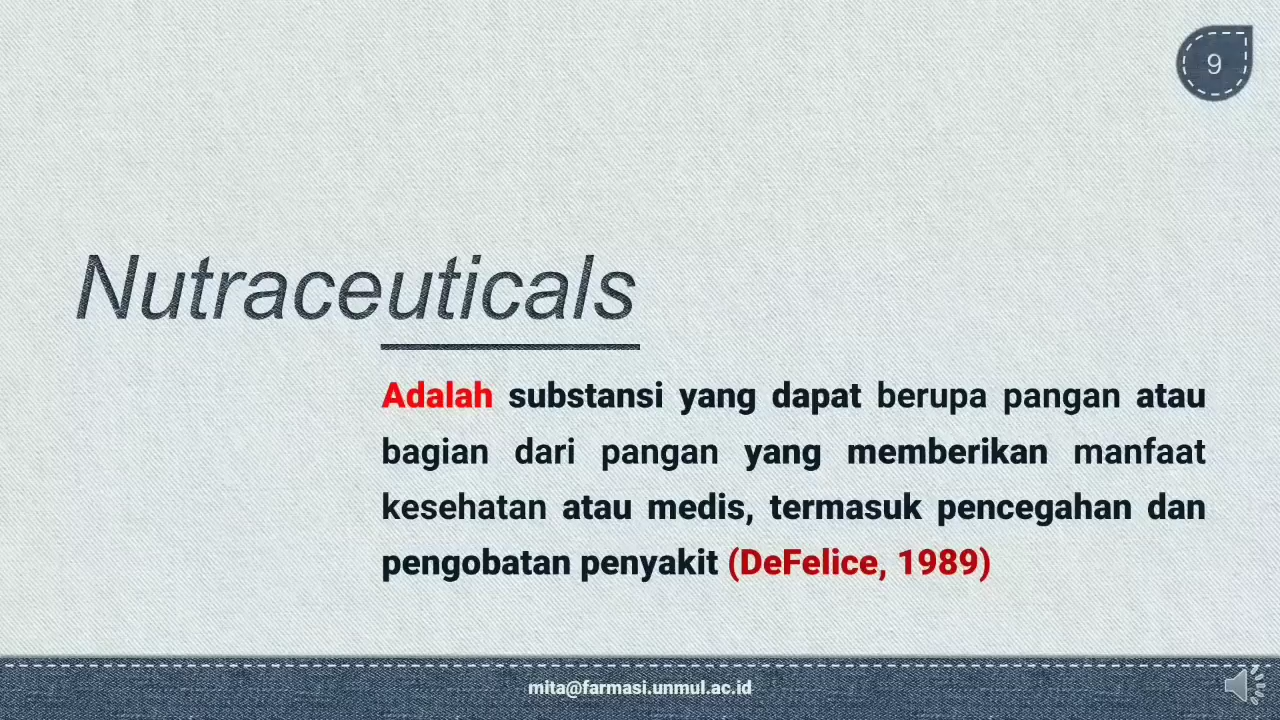 9
Nutraceuticals
Adalah substansi yang dapat berupa pangan atau
bagian dari pangan yang memberikan manfaat
kesehatan atau medis, termasuk pencegahan dan
pengobatan penyakit (DeFelice, 1989)
mita@farmasi.unmul.ac.id